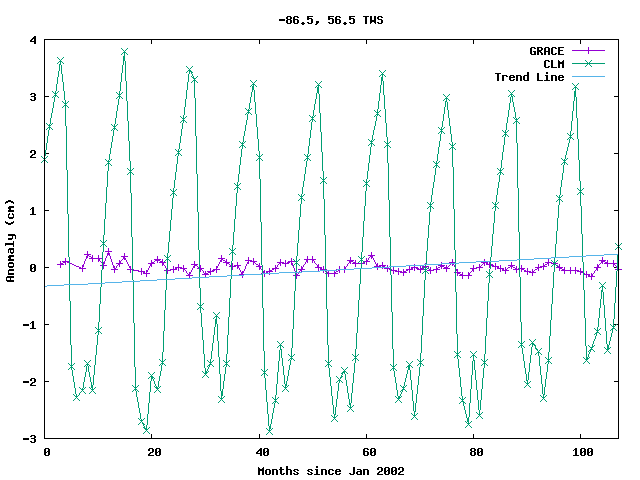 -86.5, 56.5 TWS
GRACE
CLM
Trend Line
4
3
2
1
0
-1
-2
-3
Anomaly (cm)
0 20 40 60 80 100
Months since Jan 2002